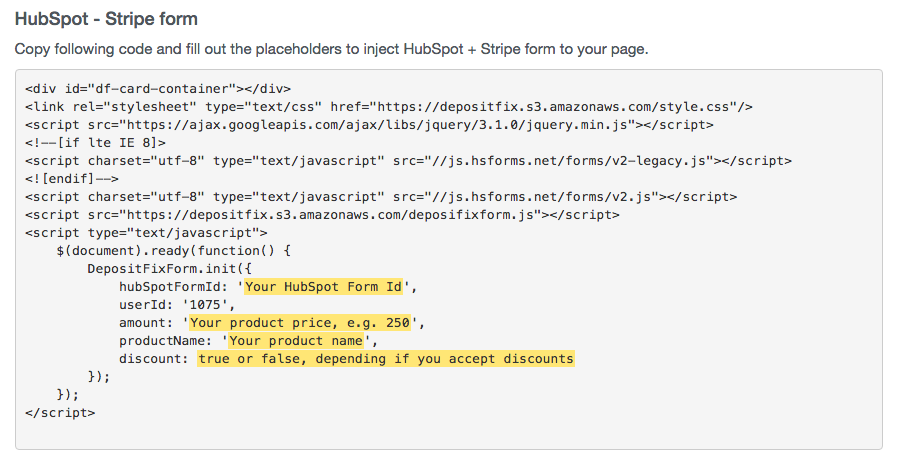 HubSpot - Stripe form
Copy following code and fill out the placeholders to inject HubSpot + Stripe form to your page.
<div id="df-card-container"></div>
<link rel="stylesheet" type="text/css" href="https://depositfix.s3.amazonaws.com/style.css"/>
<script src="https://ajax.googleapis.com/ajax/libs/jquery/3.1.0/jquery.min.js"></script>
<!--[if lte IE 8]>
<script charset="utf-8" type="text/javascript" src="//js.hsforms.net/forms/v2-legacy.js"></script>
<![endif]-->
<script charset="utf-8" type="text/javascript" src="//js.hsforms.net/forms/v2.js"></script>
<script src="https://depositfix.s3.amazonaws.com/deposifixform.js"></script>
<script type="text/javascript">
    $(document).ready(function() {
        DepositFixForm.init({
            hubSpotFormId: 'Your HubSpot Form Id',
            userId: '1075',
            amount: 'Your product price, e.g. 250',
            productName: 'Your product name',
            discount: true or false, depending if you accept discounts
        });
    });
</script>